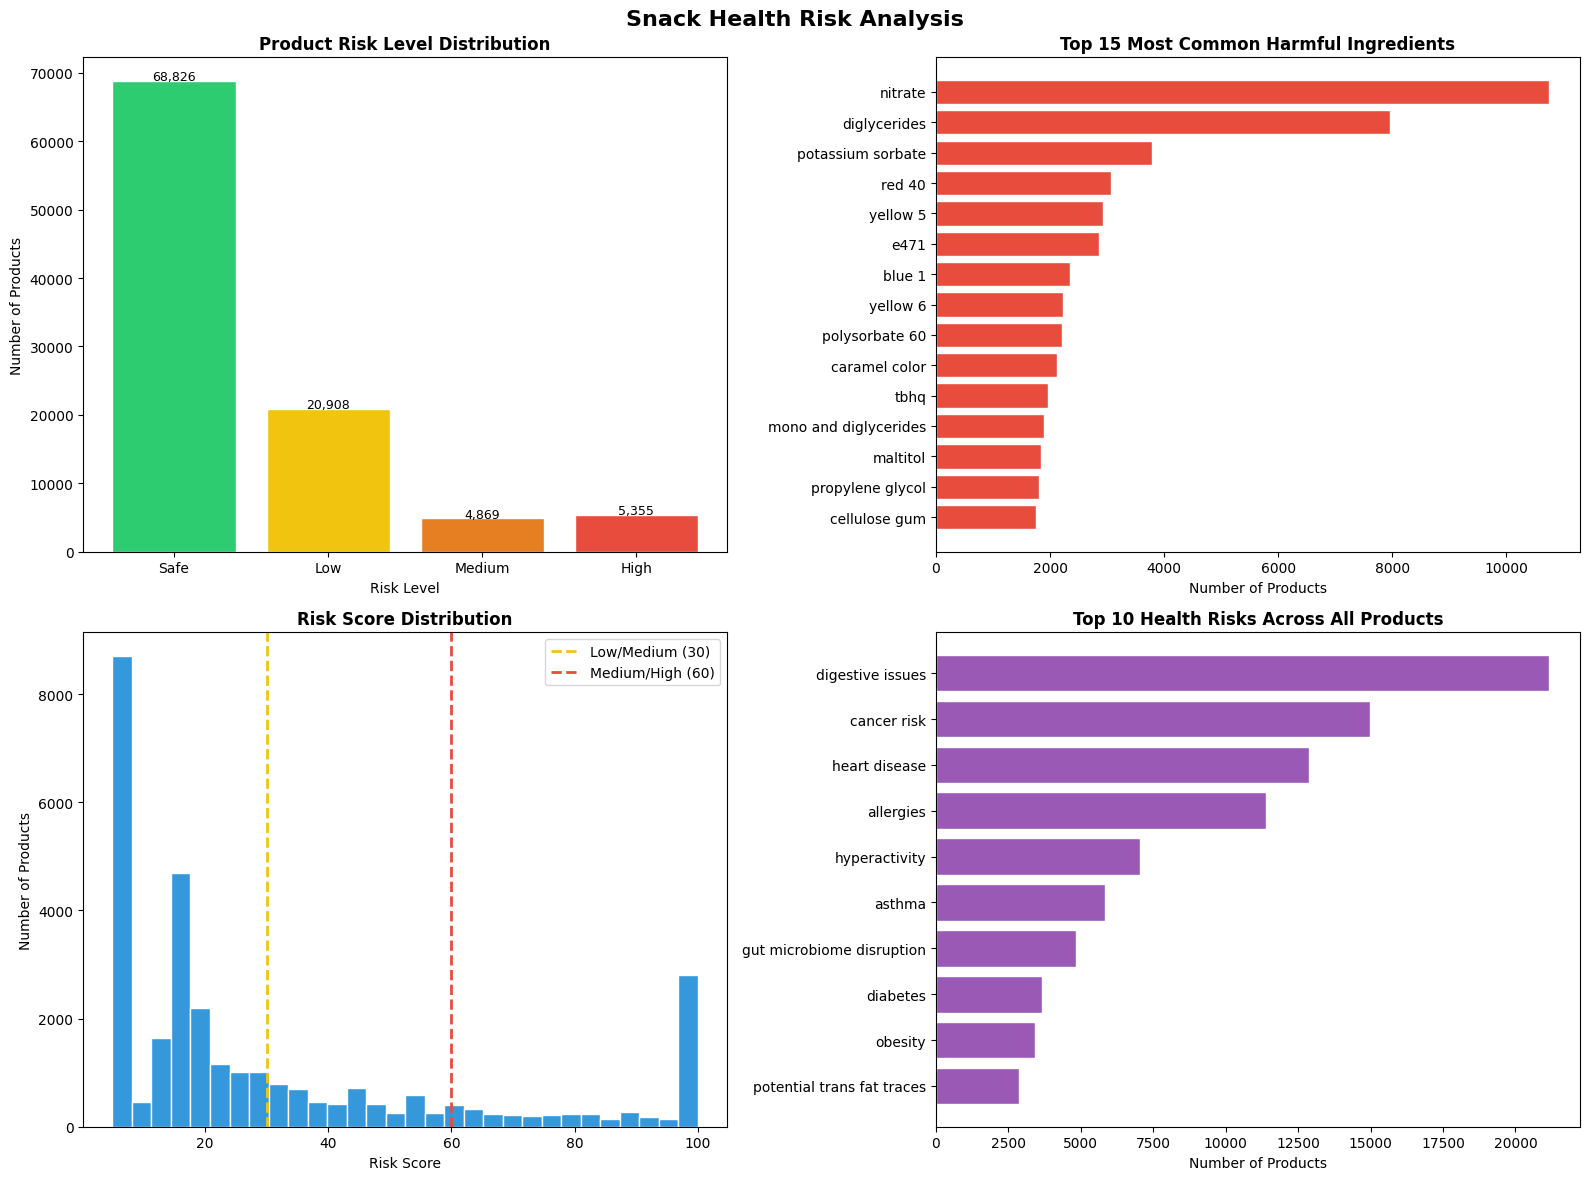 Snack Health Risk Analysis
Product Risk Level Distribution
Number of Products
70000
60000
50000
40000
30000
20000
10000
0
68,826
20,908
4,869
5,355
Safe
Low
Medium
High
Risk Level
Top 15 Most Common Harmful Ingredients
nitrate
diglycerides
potassium sorbate
red 40
yellow 5
e471
blue 1
yellow 6
polysorbate 60
caramel color
tbhq
mono and diglycerides
maltitol
propylene glycol
cellulose gum
0
2000
4000
6000
8000
10000
Number of Products
Risk Score Distribution
Number of Products
8000
6000
4000
2000
0
Low/Medium (30)
Medium/High (60)
20
40
60
80
100
Risk Score
Top 10 Health Risks Across All Products
digestive issues
cancer risk
heart disease
allergies
hyperactivity
asthma
gut microbiome disruption
diabetes
obesity
potential trans fat traces
0
2500
5000
7500
10000
12500
15000
17500
20000
Number of Products